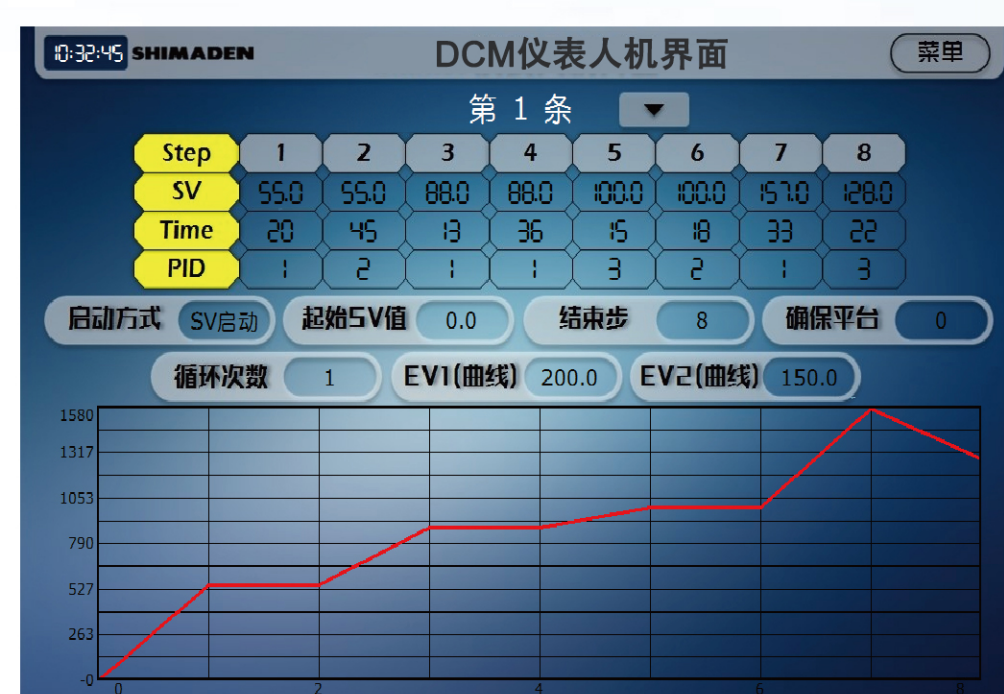 10:32:45 SHIMADEN DCM仪表人机界面 菜单
第 1 条
Step 1 2 3 4 5 6 7 8
SV 55.0 55.0 88.0 88.0 100.0 100.0 157.0 128.0
Time 20 45 13 36 15 18 33 22
PID 1 2 1 1 3 2 1 3
启动方式 SV启动 起始SV值 0.0 结束步 8 确保平台 0
循环次数 1 EV1(曲线) 200.0 EV2(曲线) 150.0
1580
1317
1053
790
527
263
-0
0 2 4 6 8